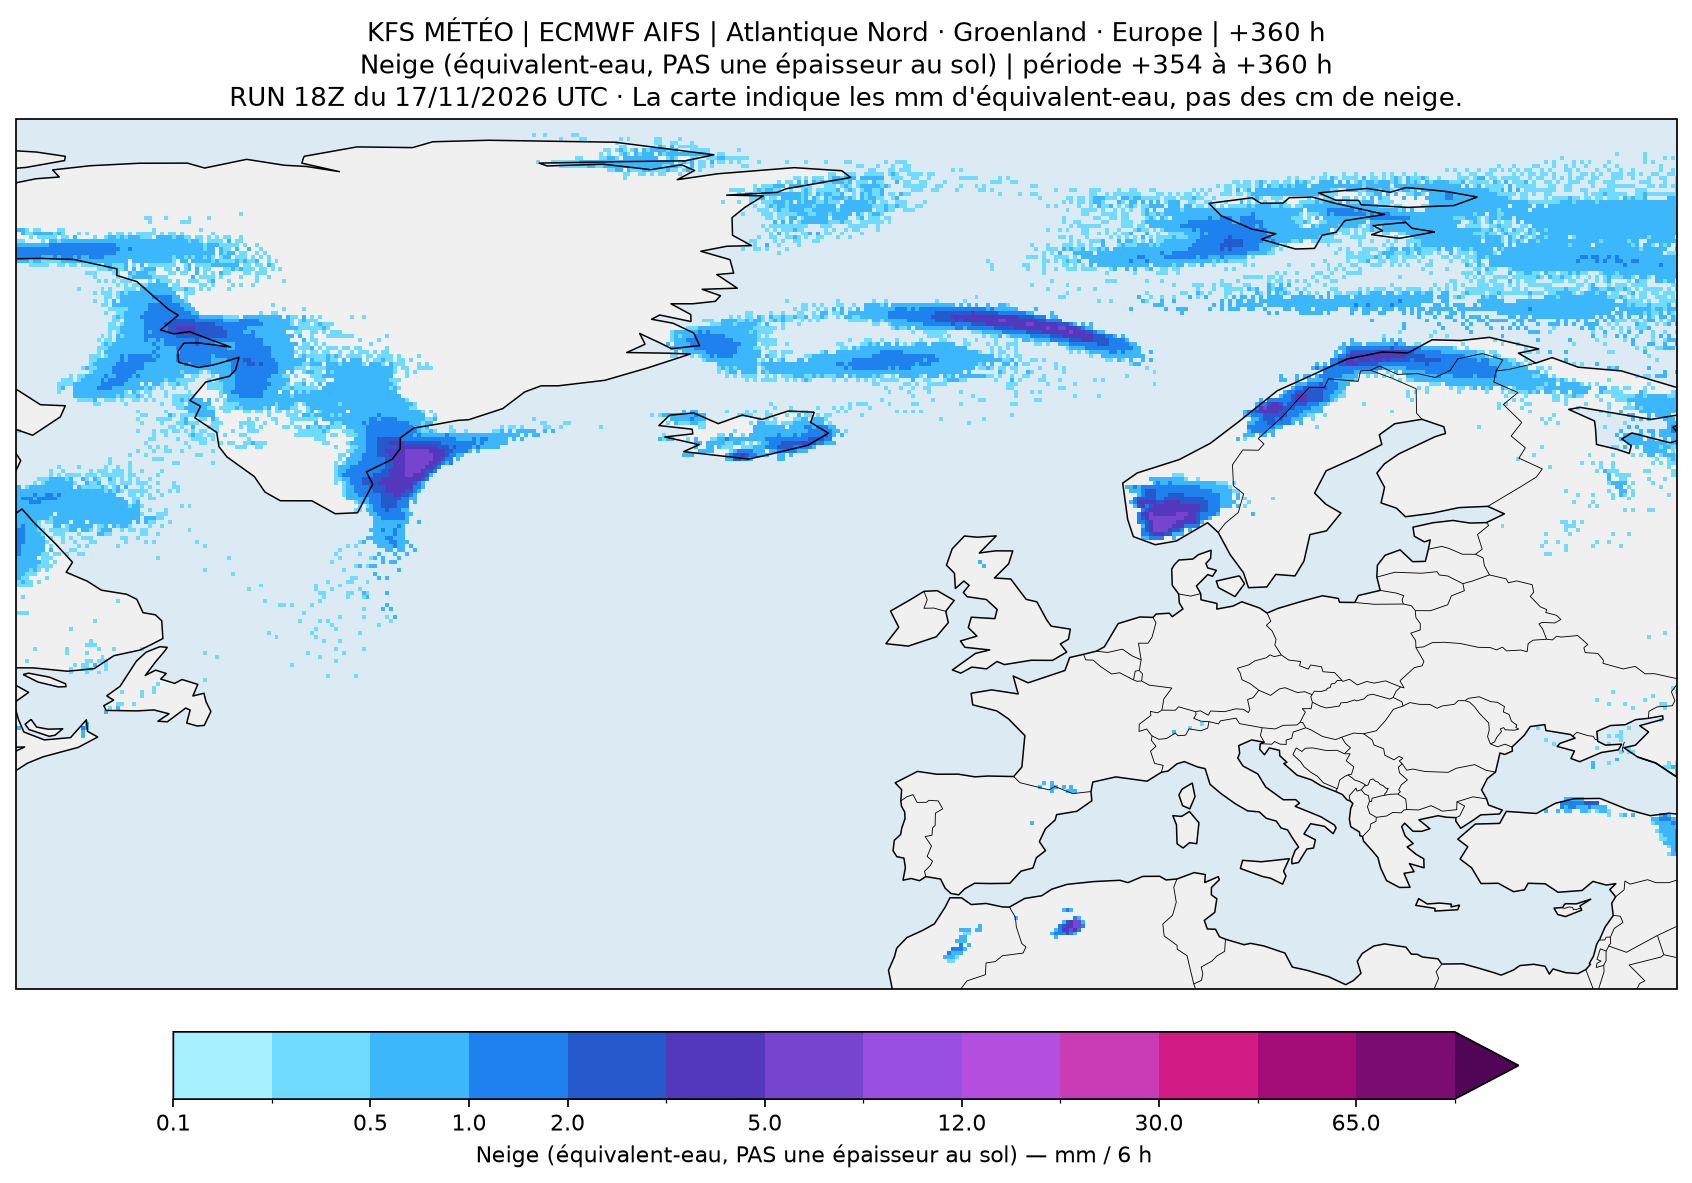 KFS MÉTÉO | ECMWF AIFS | Atlantique Nord · Groenland · Europe | +360 h
Neige (équivalent-eau, PAS une épaisseur au sol) | période +354 à +360 h
RUN 18Z du 17/11/2026 UTC · La carte indique les mm d'équivalent-eau, pas des cm de neige.
0.1 0.5 1.0 2.0 5.0 12.0 30.0 65.0
Neige (équivalent-eau, PAS une épaisseur au sol) — mm / 6 h